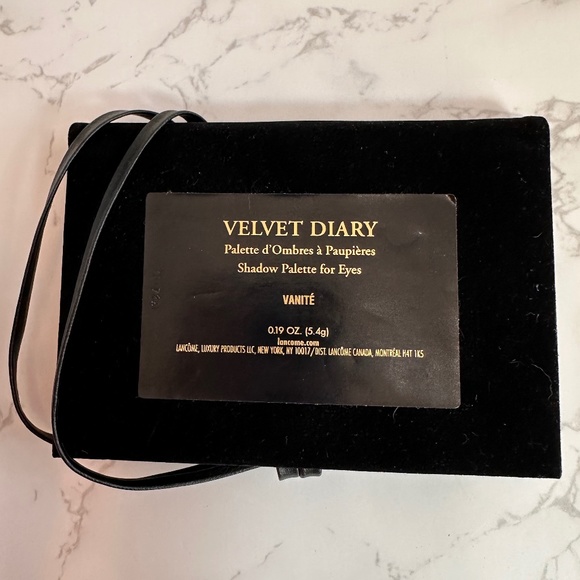 VELVET DIARY
Palette d'Ombres à Paupières
Shadow Palette for Eyes
VANITÉ
0.19 OZ. (5.4g)
lancome.com
LANCÔME, LUXURY PRODUCTS LLC, NEW YORK, NY 10017/DIST. LANCÔME CANADA, MONTRÉAL H4T 1K5